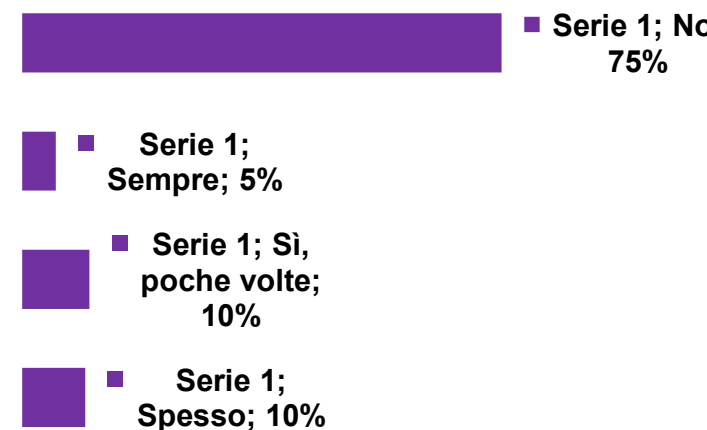 Serie 1; No
75%
Serie 1;
Sempre; 5%
Serie 1; Sì,
poche volte;
10%
Serie 1;
Spesso; 10%